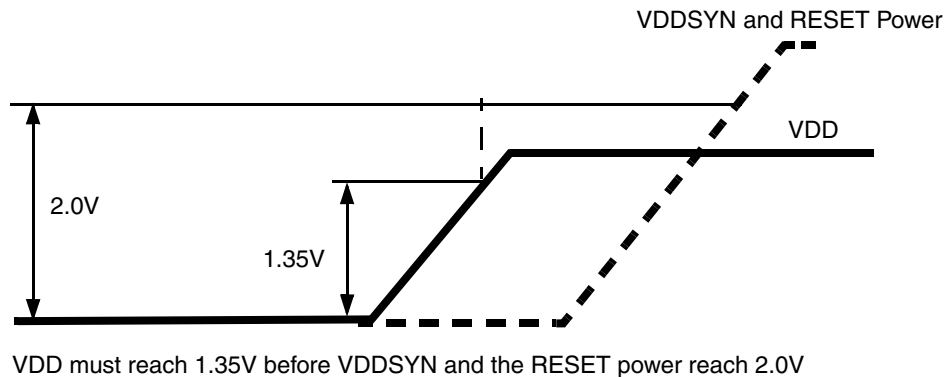 VDDSYN and RESET Power
VDD
2.0V
1.35V
VDD must reach 1.35V before VDDSYN and the RESET power reach 2.0V